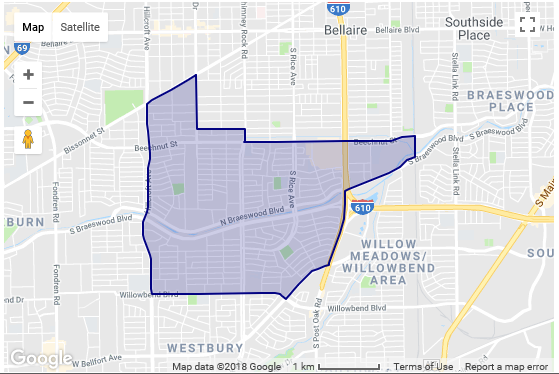 Map
Satellite
69
610
Bellaire
Bellaire Blvd
Southside
Place
Hillcroft Ave
Chimney Rock Rd
S Rice Ave
Stella Link Rd
BRAESWOOD
PLACE
Bissonnet St
Beechnut St
Beechnut St
S Braeswood Blvd
S Braeswood Blvd
Fondren Rd
S Rice Ave
Stella Link Rd
N Braeswood Blvd
S Braeswood Blvd
BURN
610
S Main
WILLOW
MEADOWS/
WILLOWBEND
AREA
SOU
Fondren Rd
Willowbend Blvd
S Post Oak Rd
WESTBURY
W Bellfort Ave
Google
Map data ©2018 Google
1 km
Terms of Use
Report a map error